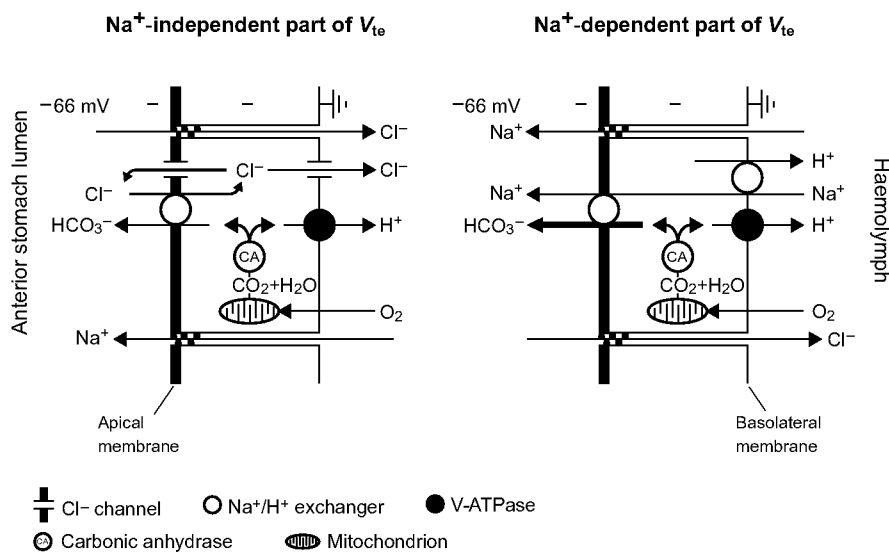 Na⁺-independent part of Vte
Na⁺-dependent part of Vte
−66 mV
−
−
Cl⁻
Cl⁻
Cl⁻
Cl⁻
HCO₃⁻
H⁺
CA
CO₂+H₂O
O₂
Na⁺
Anterior stomach lumen
Apical
membrane
−66 mV
−
−
Na⁺
H⁺
Na⁺
Na⁺
HCO₃⁻
H⁺
CA
CO₂+H₂O
O₂
Cl⁻
Haemolymph
Basolateral
membrane
Cl⁻ channel
Na⁺/H⁺ exchanger
V-ATPase
CA
Carbonic anhydrase
Mitochondrion